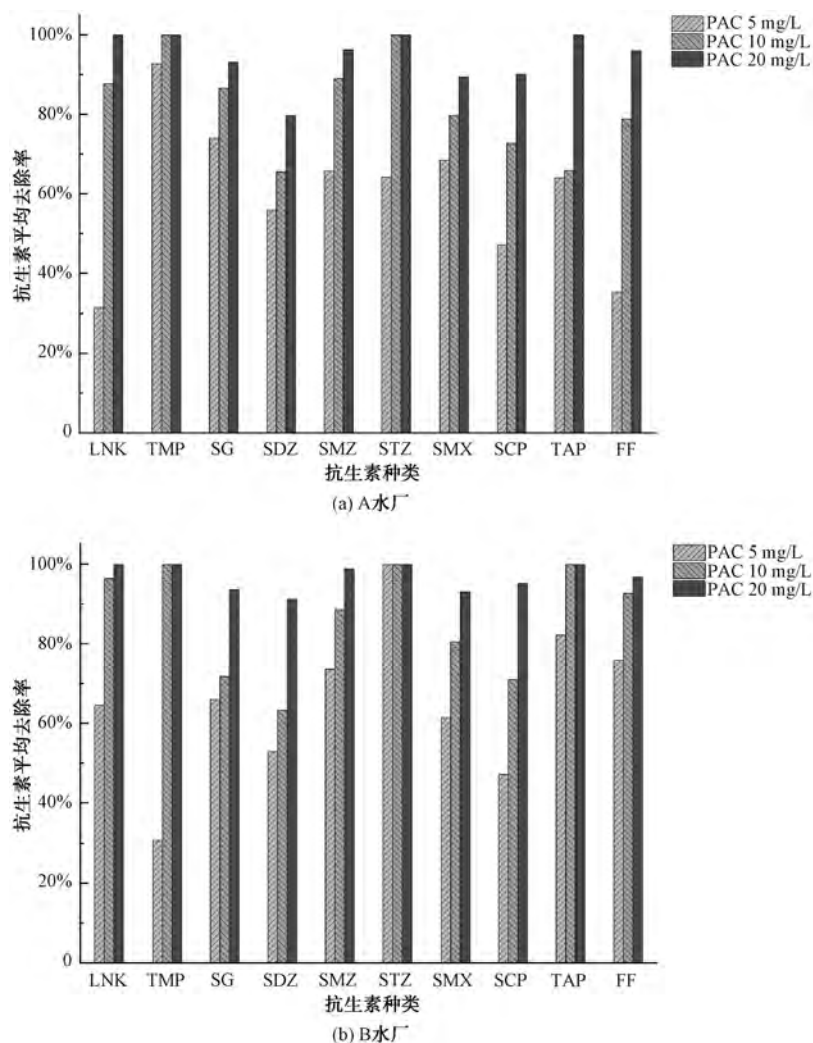 PAC 5 mg/L
PAC 10 mg/L
PAC 20 mg/L
100%
80%
60%
40%
20%
0
抗生素平均去除率
LNK TMP SG SDZ SMZ STZ SMX SCP TAP FF
抗生素种类
(a) A水厂
PAC 5 mg/L
PAC 10 mg/L
PAC 20 mg/L
100%
80%
60%
40%
20%
0
抗生素平均去除率
LNK TMP SG SDZ SMZ STZ SMX SCP TAP FF
抗生素种类
(b) B水厂